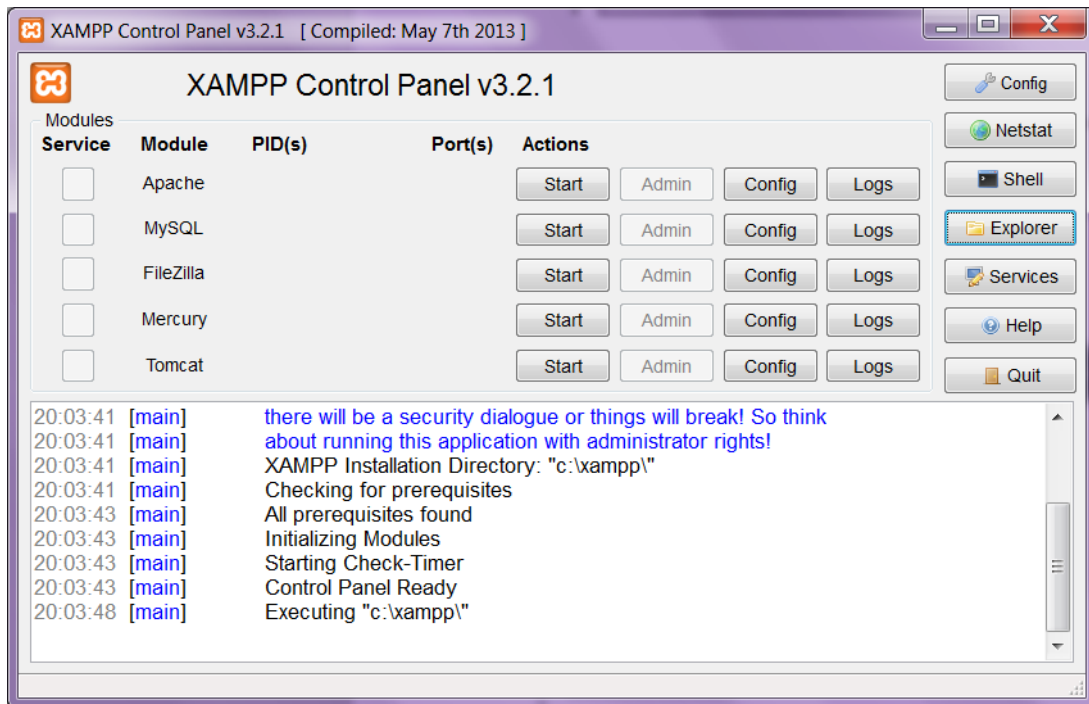 XAMPP Control Panel v3.2.1 [ Compiled: May 7th 2013 ]
XAMPP Control Panel v3.2.1
Config
Modules
Service Module PID(s) Port(s) Actions
Netstat
Apache Start Admin Config Logs
Shell
MySQL Start Admin Config Logs
Explorer
FileZilla Start Admin Config Logs
Services
Mercury Start Admin Config Logs
Help
Tomcat Start Admin Config Logs
Quit
20:03:41 [main] there will be a security dialogue or things will break! So think
20:03:41 [main] about running this application with administrator rights!
20:03:41 [main] XAMPP Installation Directory: "c:\xampp\"
20:03:41 [main] Checking for prerequisites
20:03:43 [main] All prerequisites found
20:03:43 [main] Initializing Modules
20:03:43 [main] Starting Check-Timer
20:03:43 [main] Control Panel Ready
20:03:48 [main] Executing "c:\xampp\"